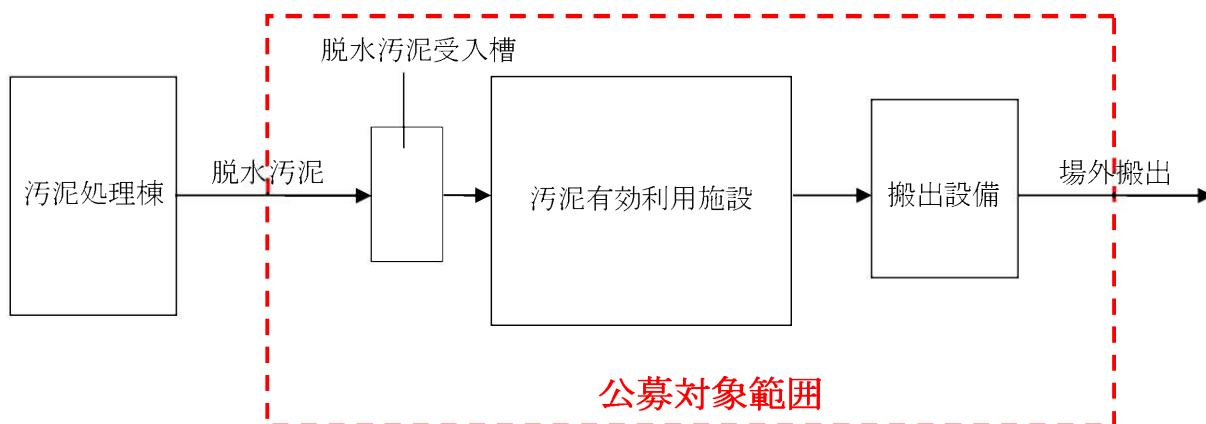 脱水汚泥受入槽
汚泥処理棟
脱水汚泥
汚泥有効利用施設
搬出設備
場外搬出
公募対象範囲